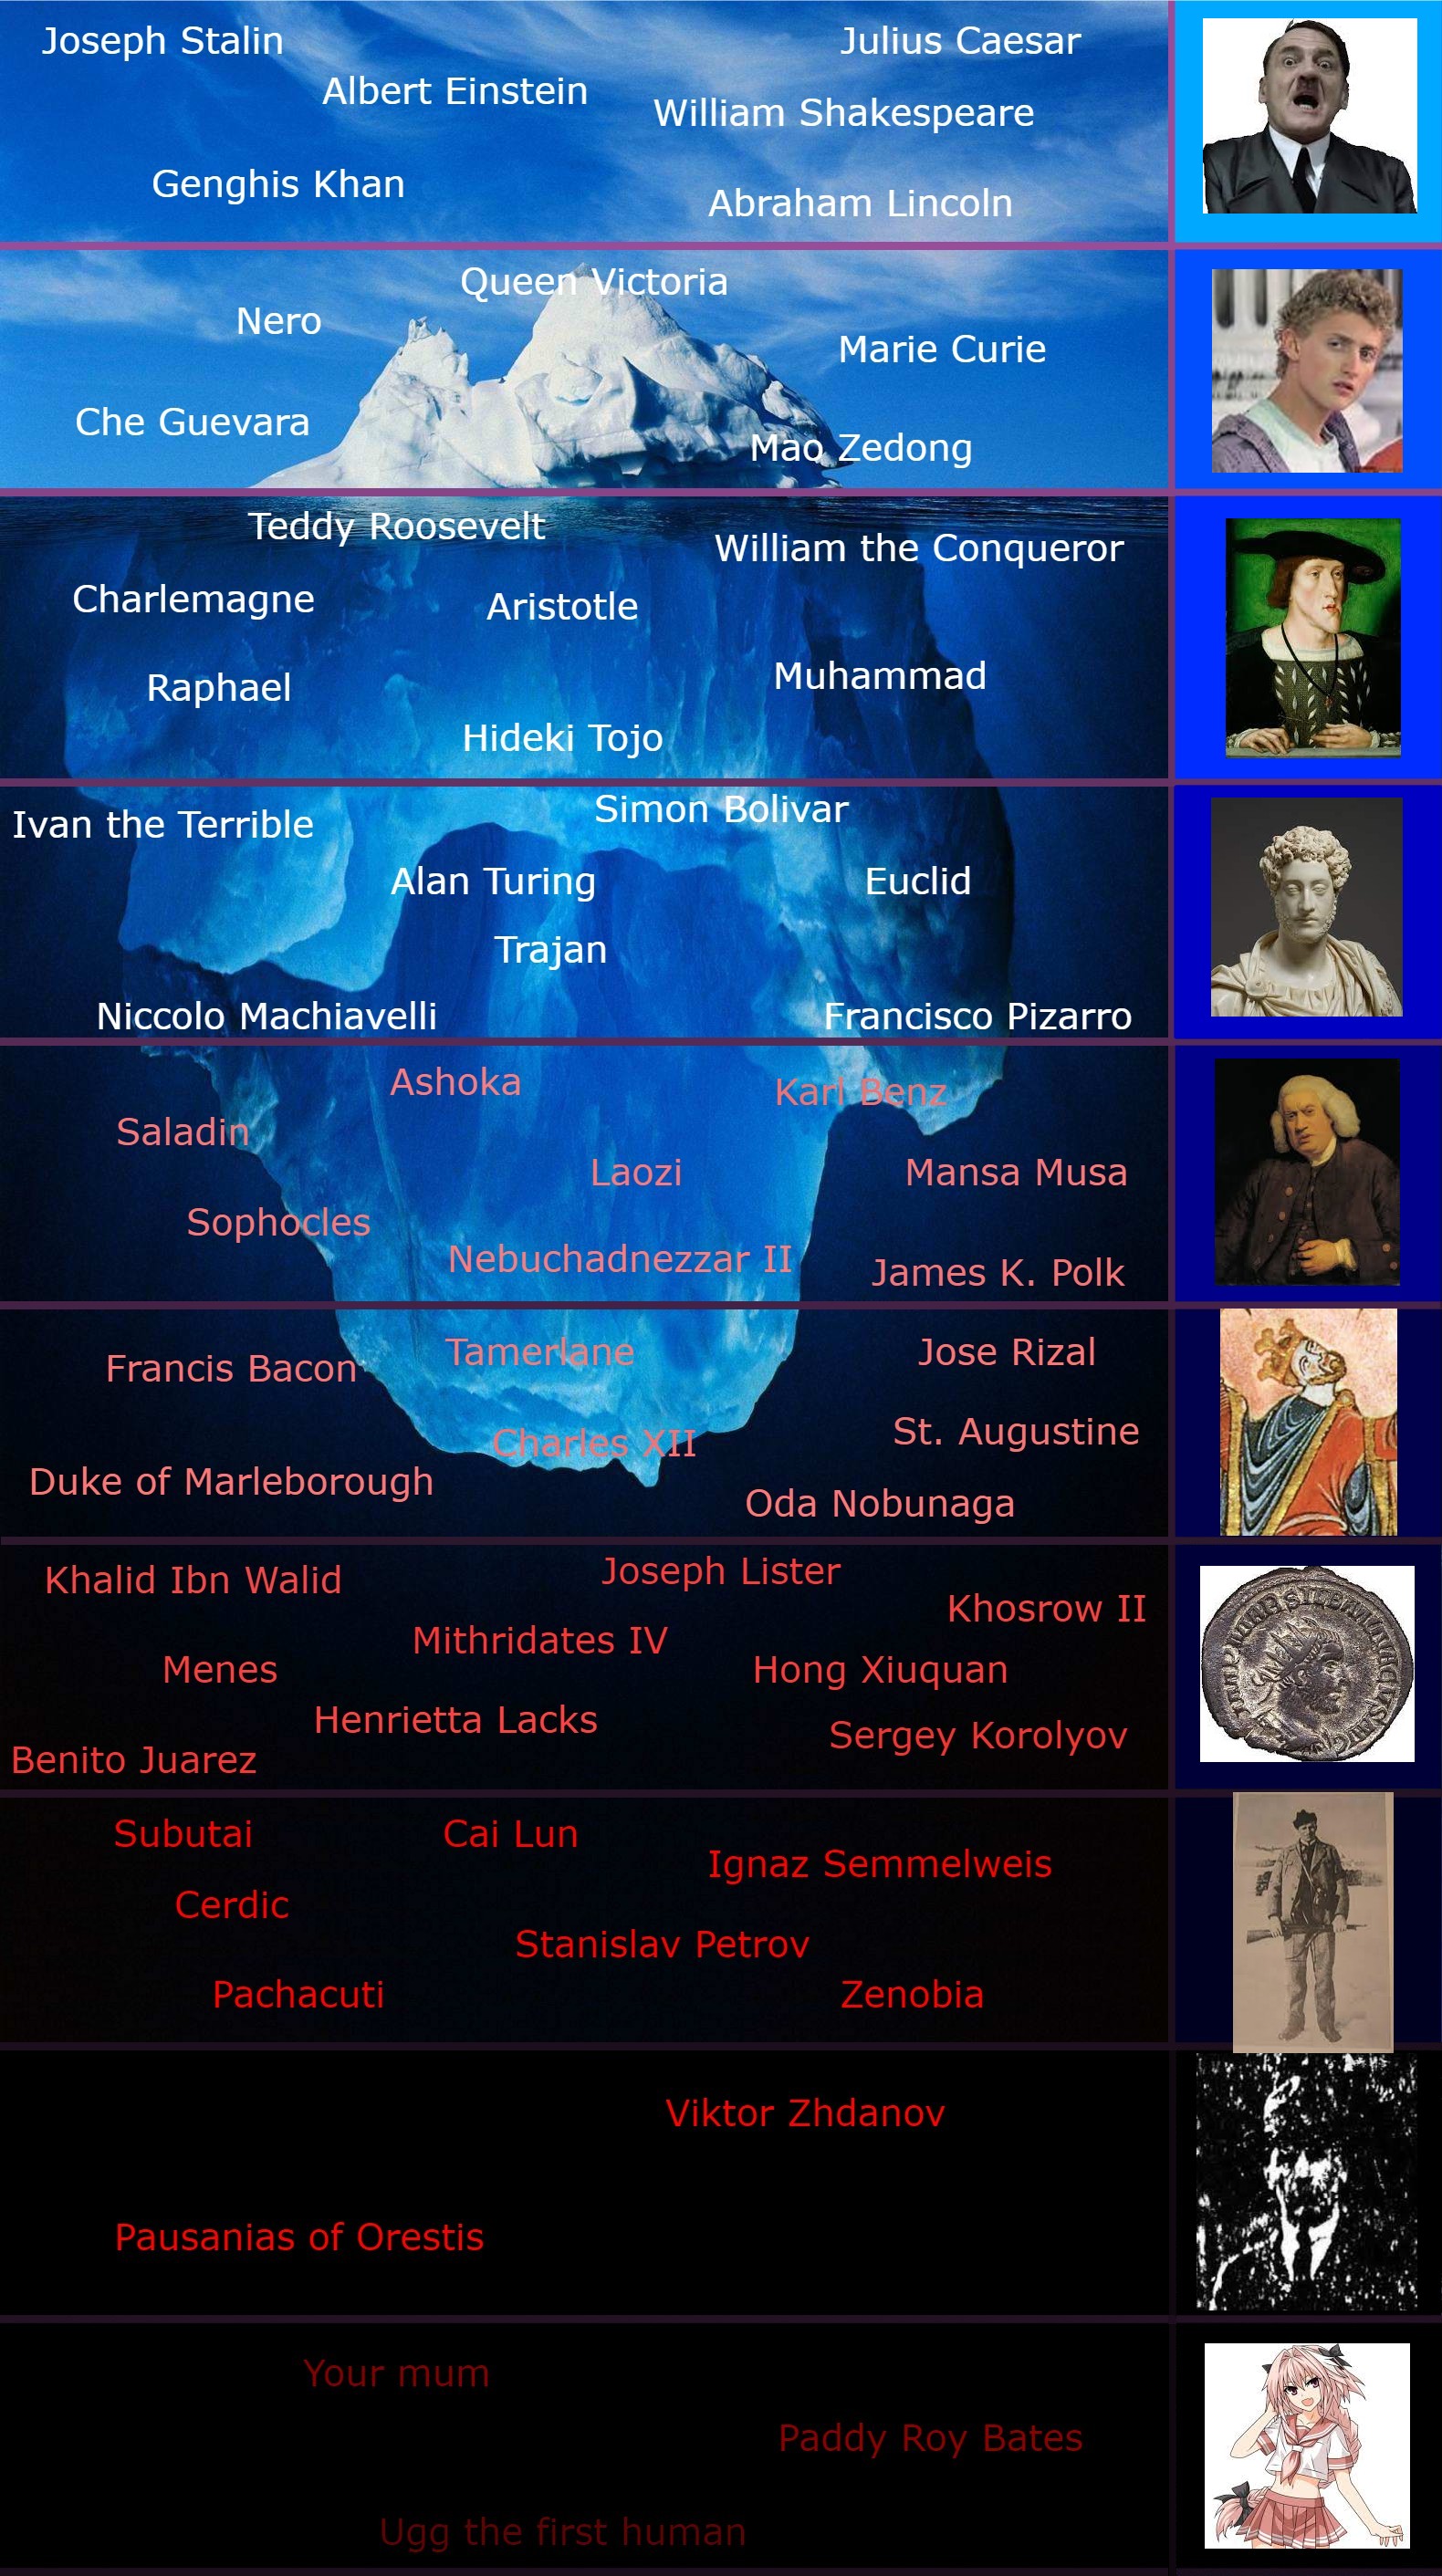 Joseph Stalin
Julius Caesar
Albert Einstein
William Shakespeare
Genghis Khan
Abraham Lincoln
Queen Victoria
Nero
Marie Curie
Che Guevara
Mao Zedong
Teddy Roosevelt
William the Conqueror
Charlemagne
Aristotle
Muhammad
Raphael
Hideki Tojo
Simon Bolivar
Ivan the Terrible
Alan Turing
Euclid
Trajan
Niccolo Machiavelli
Francisco Pizarro
Ashoka
Karl Benz
Saladin
Laozi
Mansa Musa
Sophocles
Nebuchadnezzar II
James K. Polk
Tamerlane
Jose Rizal
Francis Bacon
St. Augustine
Charles XII
Duke of Marleborough
Oda Nobunaga
Joseph Lister
Khalid Ibn Walid
Khosrow II
Mithridates IV
Menes
Hong Xiuquan
Henrietta Lacks
Sergey Korolyov
Benito Juarez
Subutai
Cai Lun
Ignaz Semmelweis
Cerdic
Stanislav Petrov
Pachacuti
Zenobia
Viktor Zhdanov
Pausanias of Orestis
Your mum
Paddy Roy Bates
Ugg the first human